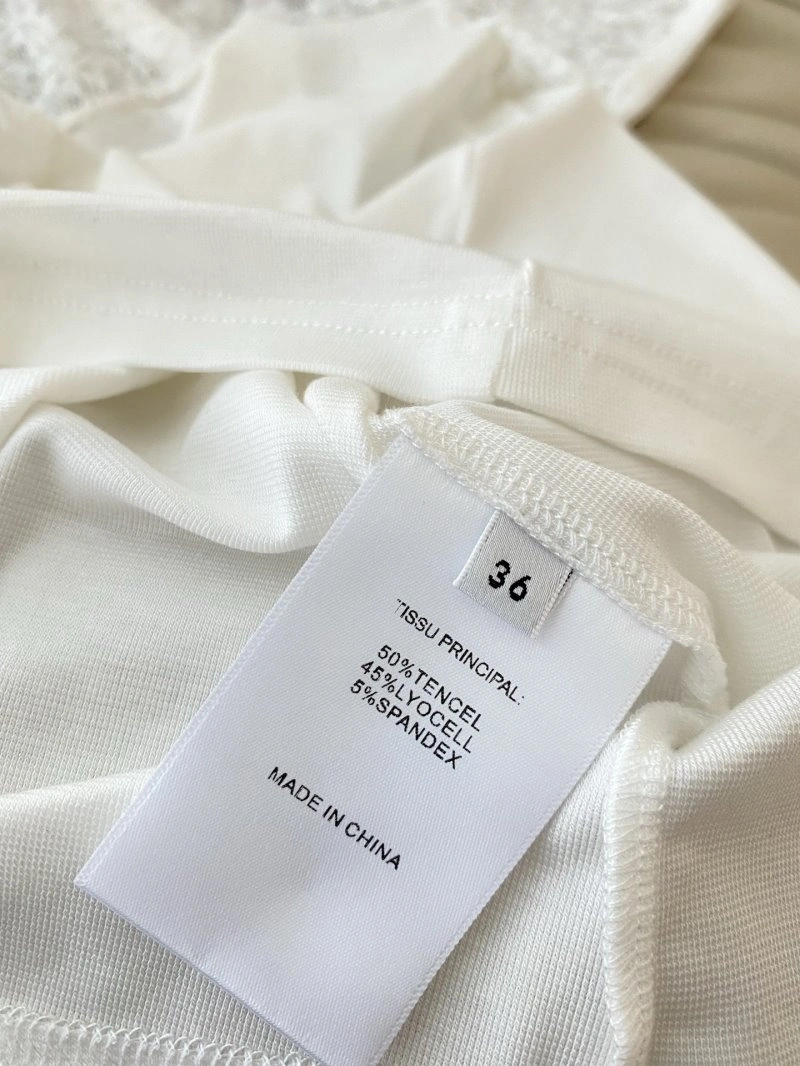 36
TISSU PRINCIPAL:
50%TENCEL
45%LYOCELL
5%SPANDEX
MADE IN CHINA